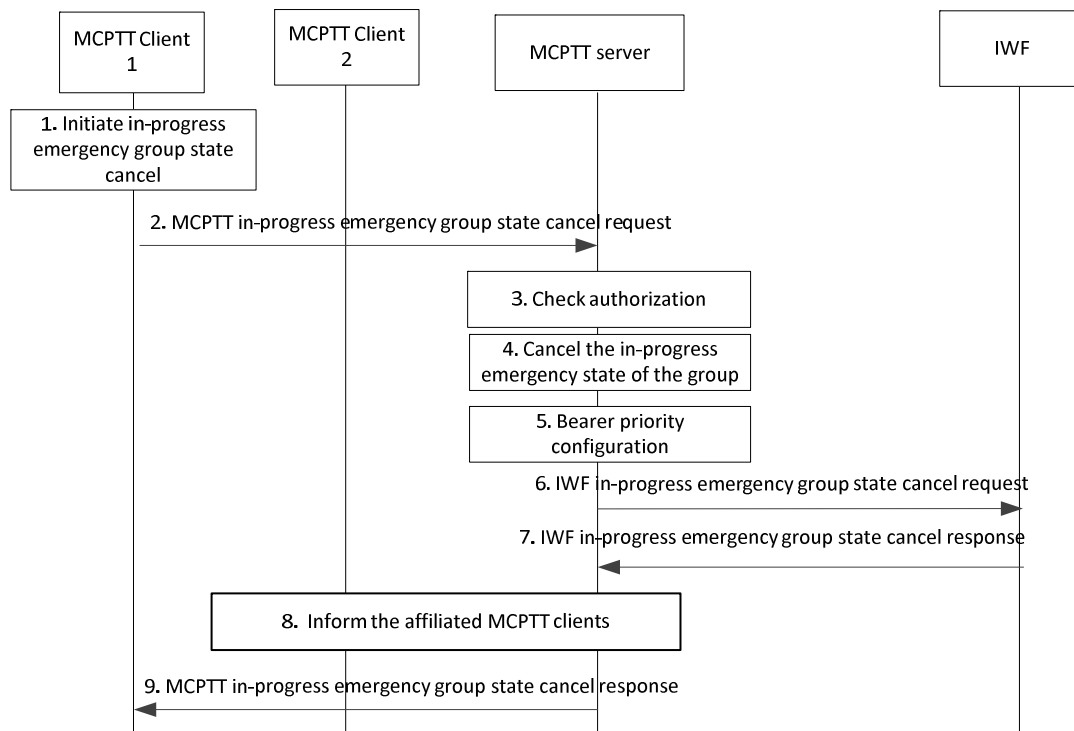 MCPTT Client
1
MCPTT Client
2
MCPTT server
IWF
1. Initiate in-progress
emergency group state
cancel
2. MCPTT in-progress emergency group state cancel request
3. Check authorization
4. Cancel the in-progress
emergency state of the group
5. Bearer priority
configuration
6. IWF in-progress emergency group state cancel request
7. IWF in-progress emergency group state cancel response
8. Inform the affiliated MCPTT clients
9. MCPTT in-progress emergency group state cancel response